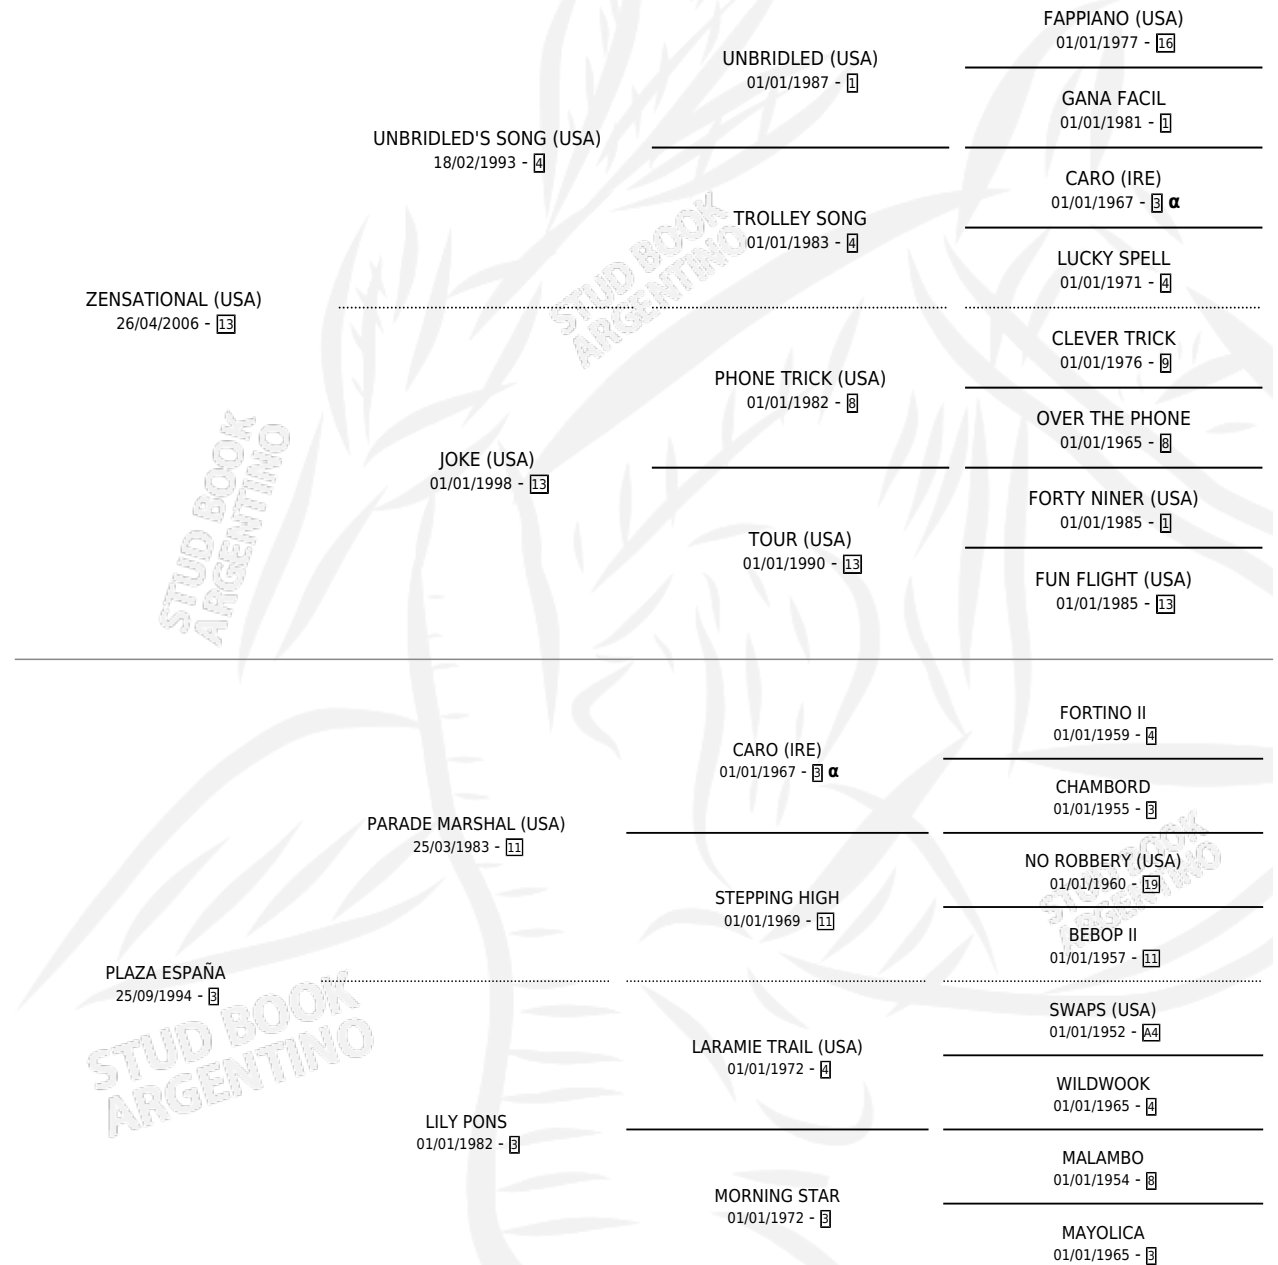 FAPPIANO (USA)
01/01/1977 - 16
UNBRIDLED (USA)
01/01/1987 - 1
GANA FACIL
01/01/1981 - 1
UNBRIDLED'S SONG (USA)
18/02/1993 - 4
CARO (IRE)
01/01/1967 - 3 α
TROLLEY SONG
01/01/1983 - 4
LUCKY SPELL
01/01/1971 - 4
ZENSATIONAL (USA)
26/04/2006 - 13
CLEVER TRICK
01/01/1976 - 9
PHONE TRICK (USA)
01/01/1982 - 8
OVER THE PHONE
01/01/1965 - 8
JOKE (USA)
01/01/1998 - 13
FORTY NINER (USA)
01/01/1985 - 1
TOUR (USA)
01/01/1990 - 13
FUN FLIGHT (USA)
01/01/1985 - 13
FORTINO II
01/01/1959 - 4
CARO (IRE)
01/01/1967 - 3 α
CHAMBORD
01/01/1955 - 3
PARADE MARSHAL (USA)
25/03/1983 - 11
NO ROBBERY (USA)
01/01/1960 - 19
STEPPING HIGH
01/01/1969 - 11
BEBOP II
01/01/1957 - 11
PLAZA ESPAÑA
25/09/1994 - 3
SWAPS (USA)
01/01/1952 - A4
LARAMIE TRAIL (USA)
01/01/1972 - 4
WILDWOOK
01/01/1965 - 4
LILY PONS
01/01/1982 - 3
MALAMBO
01/01/1954 - 8
MORNING STAR
01/01/1972 - 3
MAYOLICA
01/01/1965 - 3
STUD BOOK
ARGENTINO
STUD BOOK
ARGENTINO
STUD BOOK
ARGENTINO
STUD BOOK
ARGENTINO